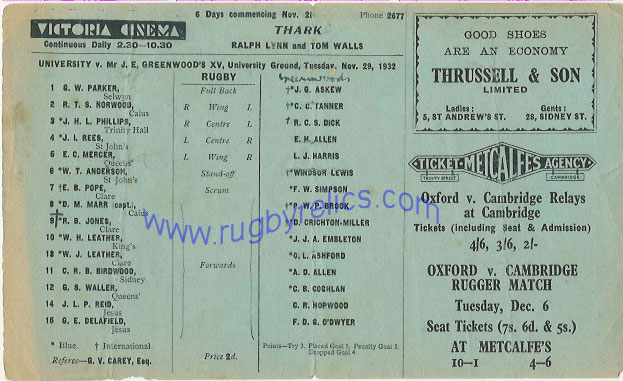 VICTORIA CINEMA
Continuous Daily 2.30-10.30
6 Days commencing Nov. 28
Phone 2677
THARK
RALPH LYNN and TOM WALLS
UNIVERSITY v. Mr J. E. GREENWOOD'S XV, University Ground, Tuesday, Nov. 29, 1932
RUGBY
Greenwoods
1 G. W. PARKER, Selwyn Full Back †*J. G. ASKEW
2 R. T. S. NORWOOD, Caius R Wing L *C. C. TANNER
3 *J. H. L. PHILLIPS, Trinity Hall R Centre L † R. C. S. DICK
4 *J. I. REES, St John's L Centre R E. H. ALLEN
5 E. C. MERCER, Queens' L Wing R L. J. HARRIS
6 *W. T. ANDERSON, St John's Stand-off †*WINDSOR LEWIS
7 †E. B. POPE, Clare Scrum *F. W. SIMPSON
8 *D. M. MARR (capt.), Caius *P. W. P. BROOK
9 *R. B. JONES, Clare *D. CRICHTON-MILLER
10 *W. H. LEATHER, King's *J. J. A. EMBLETON
13 *W. J. LEATHER, Clare Forwards *O. L. ASHFORD
11 C. R. B. BIRDWOOD, Sidney *A. D. ALLEN
12 G. S. WALLER, Queens' *C. B. COGHLAN
14 J. L. P. REID, Jesus C. R. HOPWOOD
15 G. E. DELAFIELD, Jesus F. D. G. O'DWYER
* Blue. † International
Referee—G. V. CAREY, Esq.
Price 2d.
Points—Try 3, Placed Goal 5, Penalty Goal 3,
Dropped Goal 4
GOOD SHOES
ARE AN ECONOMY
THRUSSELL & SON
LIMITED
Ladies: Gents:
5, ST ANDREW'S ST. 28, SIDNEY ST.
TICKET METCALFE'S AGENCY
TRINITY STREET CAMBRIDGE
Oxford v. Cambridge Relays
at Cambridge
Tickets (including Seat & Admission)
4/6, 3/6, 2/-
OXFORD v. CAMBRIDGE
RUGGER MATCH
Tuesday, Dec. 6
Seat Tickets (7s. 6d. & 5s.)
AT METCALFE'S
10-1 4-6
www.rugbyrelics.com